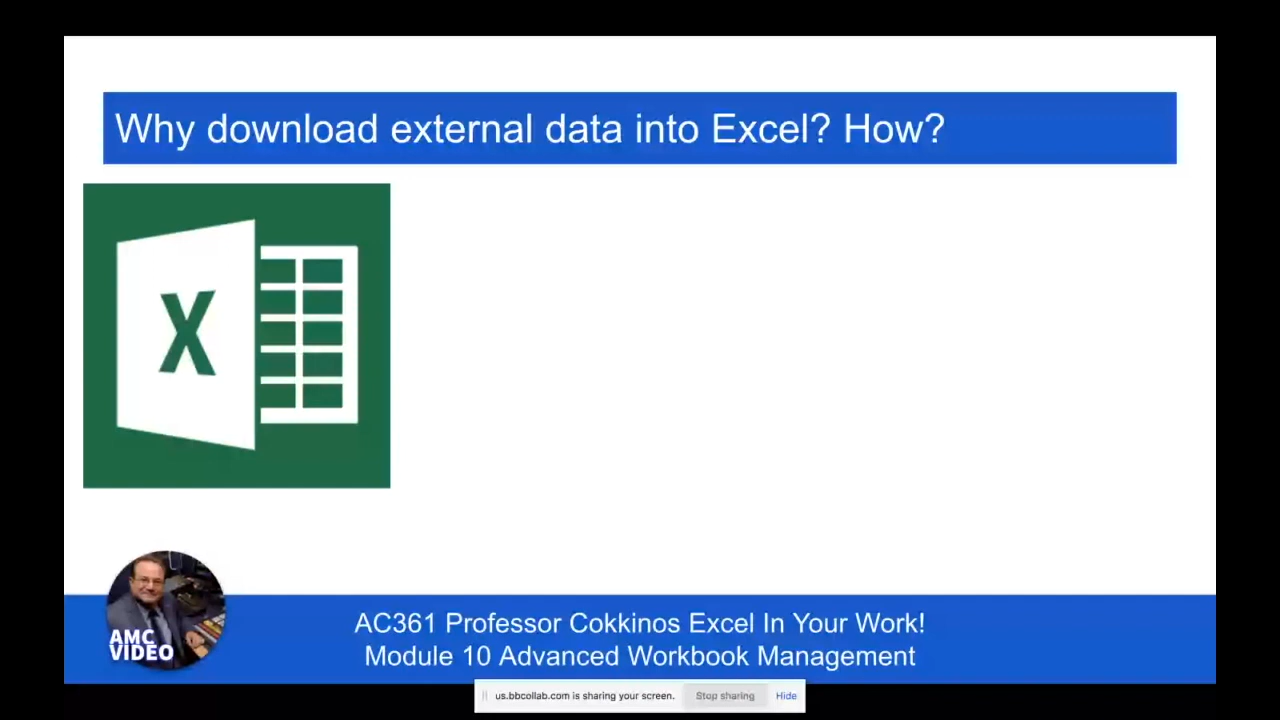 Why download external data into Excel? How?
X
AMC
VIDEO
AC361 Professor Cokkinos Excel In Your Work!
Module 10 Advanced Workbook Management
us.bbcollab.com is sharing your screen. Stop sharing Hide